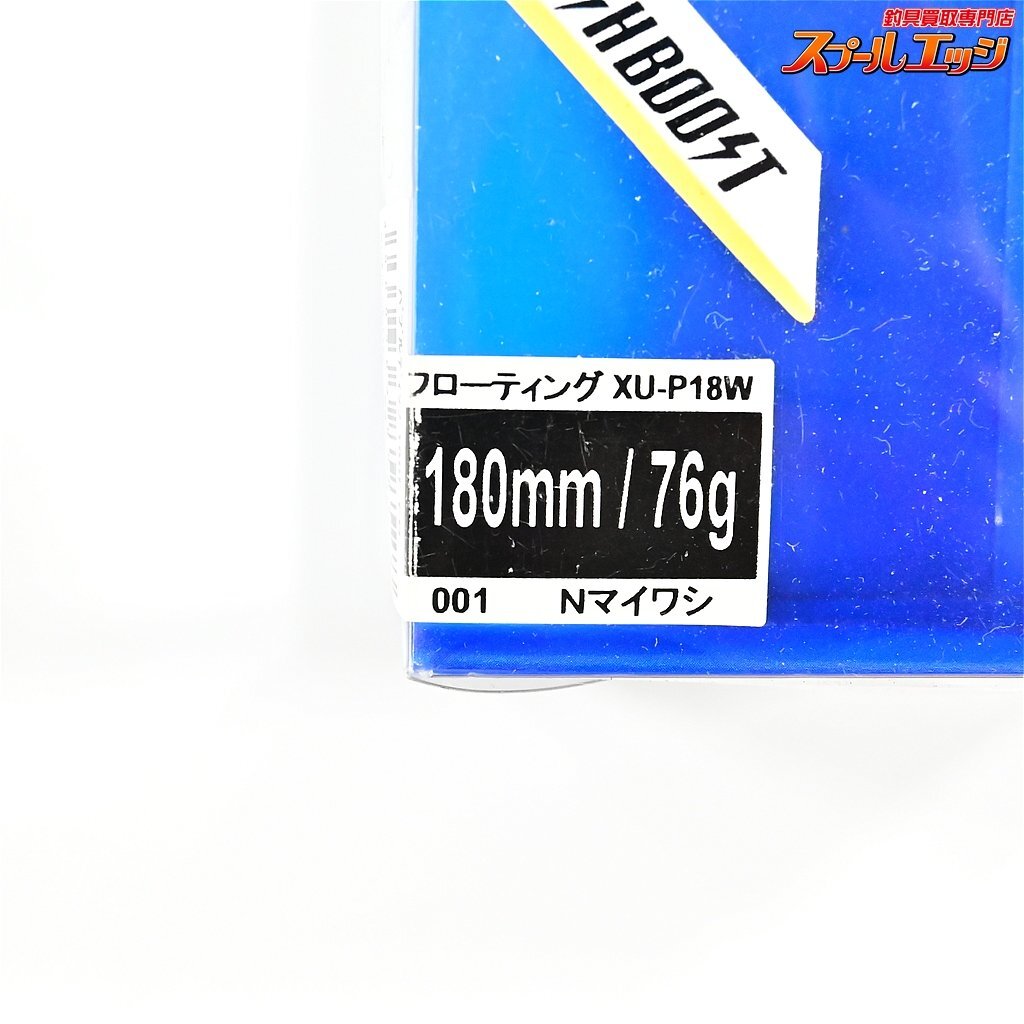 釣具買取専門店
スプールエッジ
HBOOST
フローティング XU-P18W
180mm / 76g
001 Nマイワシ